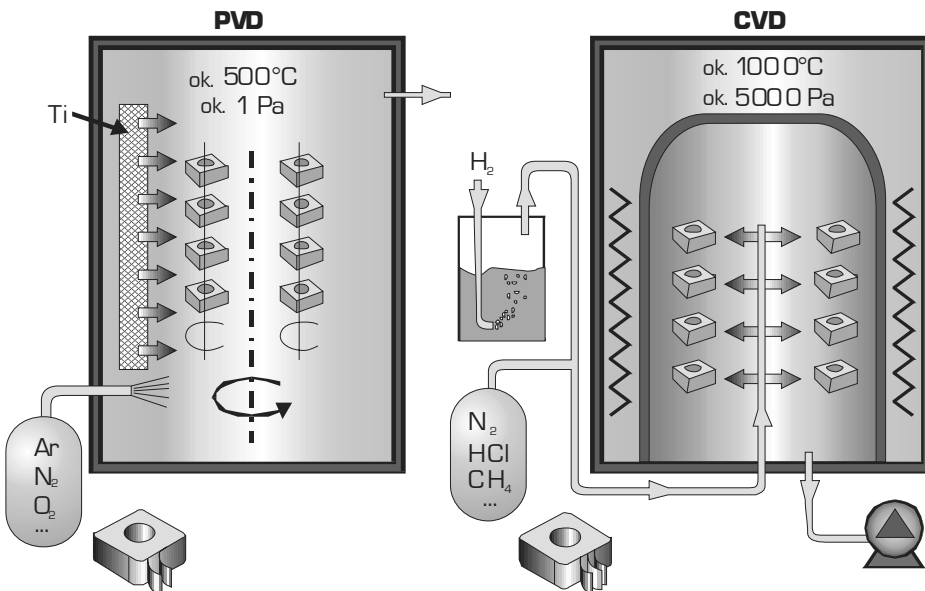 PVD
ok. 500°C
ok. 1 Pa
Ti
Ar
N₂
O₂
...
CVD
ok. 1000°C
ok. 5000 Pa
H₂
N₂
HCl
CH₄
...